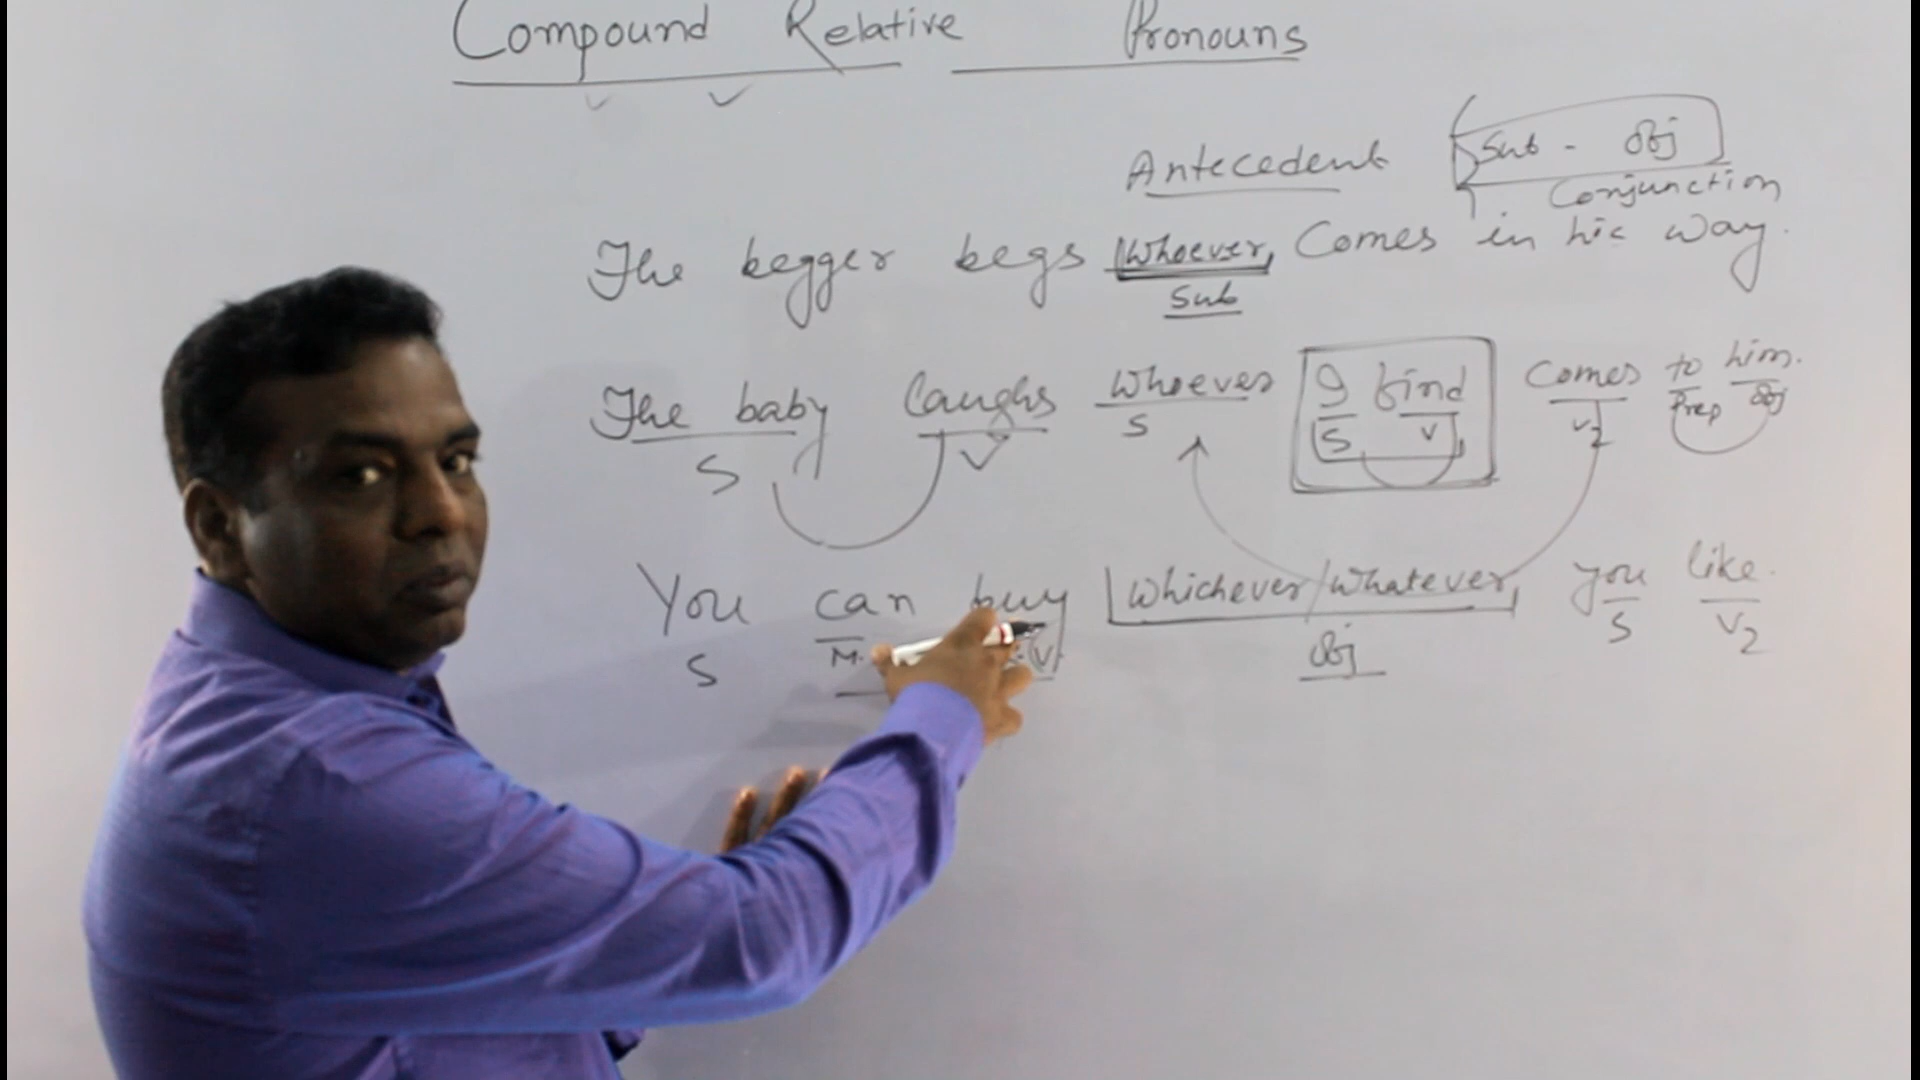 Compound Relative Pronouns
Antecedent Sub - Obj
Conjunction
The begger begs Whoever, Comes in his way.
Sub
The baby laughs Whoever I find Comes to him.
S V S S V V2 Prep Obj
You can buy Whichever/Whatever, you like.
S M. V Obj S V2